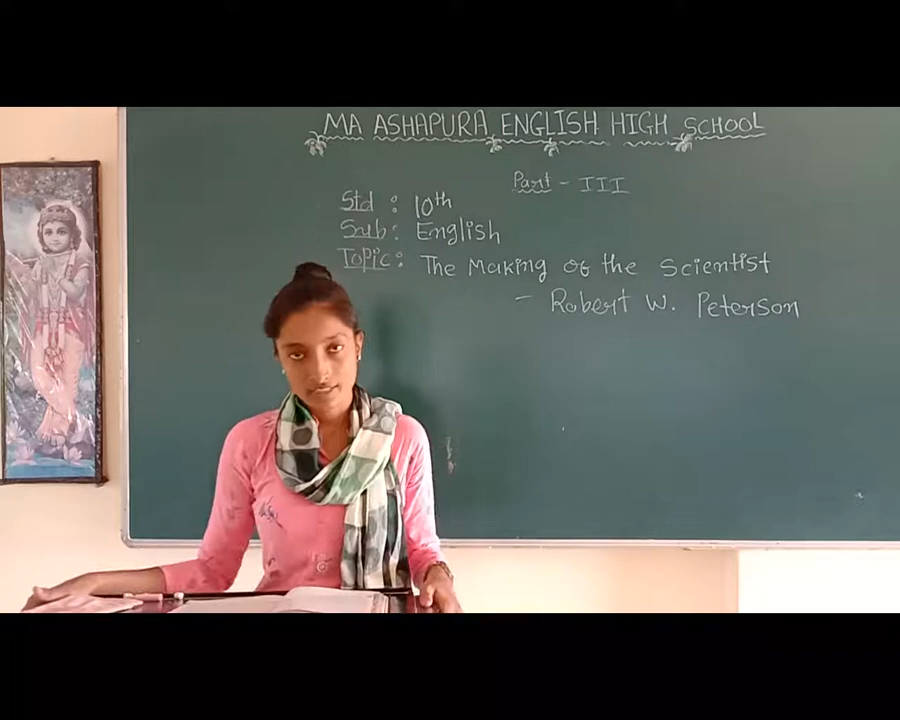 MA ASHAPURA ENGLISH HIGH SCHOOL
Part - III
Std : 10th
Sub : English
Topic : The Making of the Scientist
- Robert W. Peterson